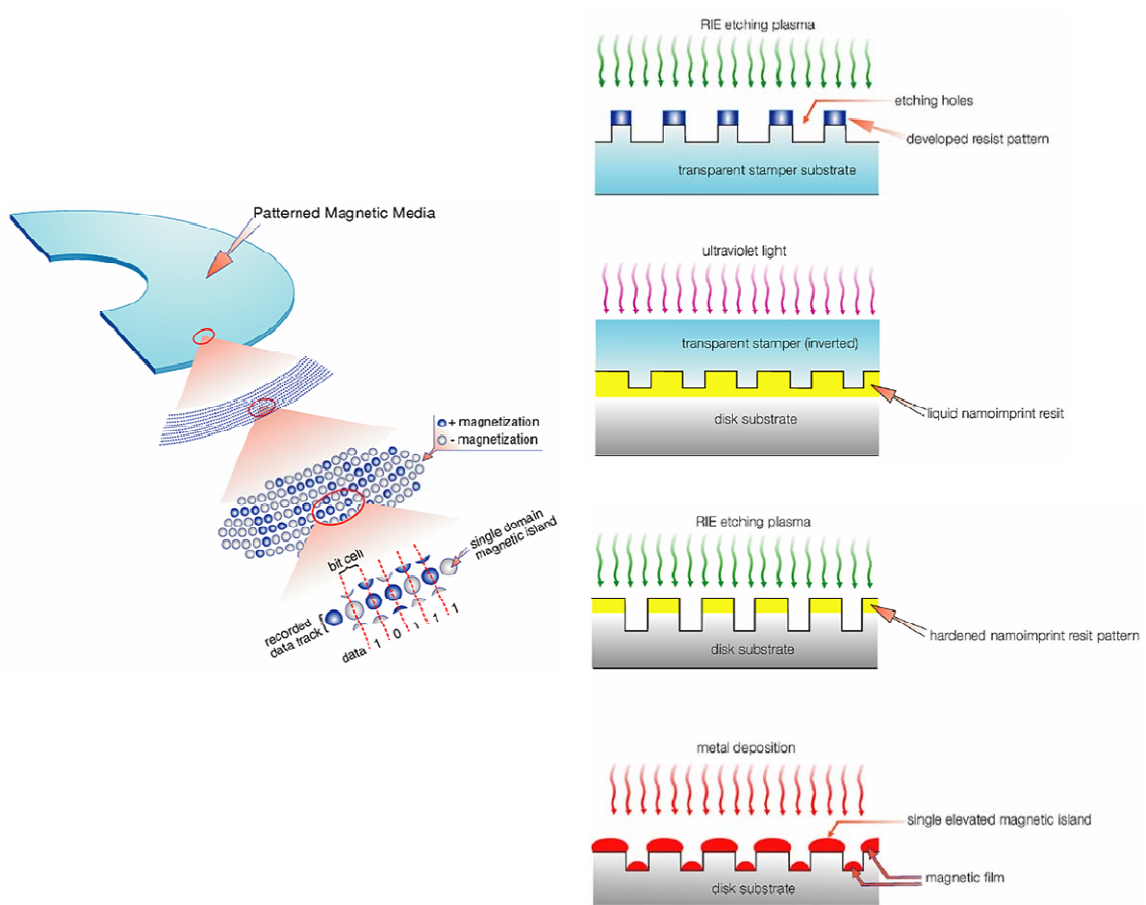 Patterned Magnetic Media
+ magnetization
- magnetization
single domain
magnetic island
bit cell
recorded
data track
data 1 0 1 1
RIE etching plasma
etching holes
developed resist pattern
transparent stamper substrate
ultraviolet light
transparent stamper (inverted)
liquid namoimprint resit
disk substrate
RIE etching plasma
hardened namoimprint resit pattern
disk substrate
metal deposition
single elevated magnetic island
magnetic film
disk substrate